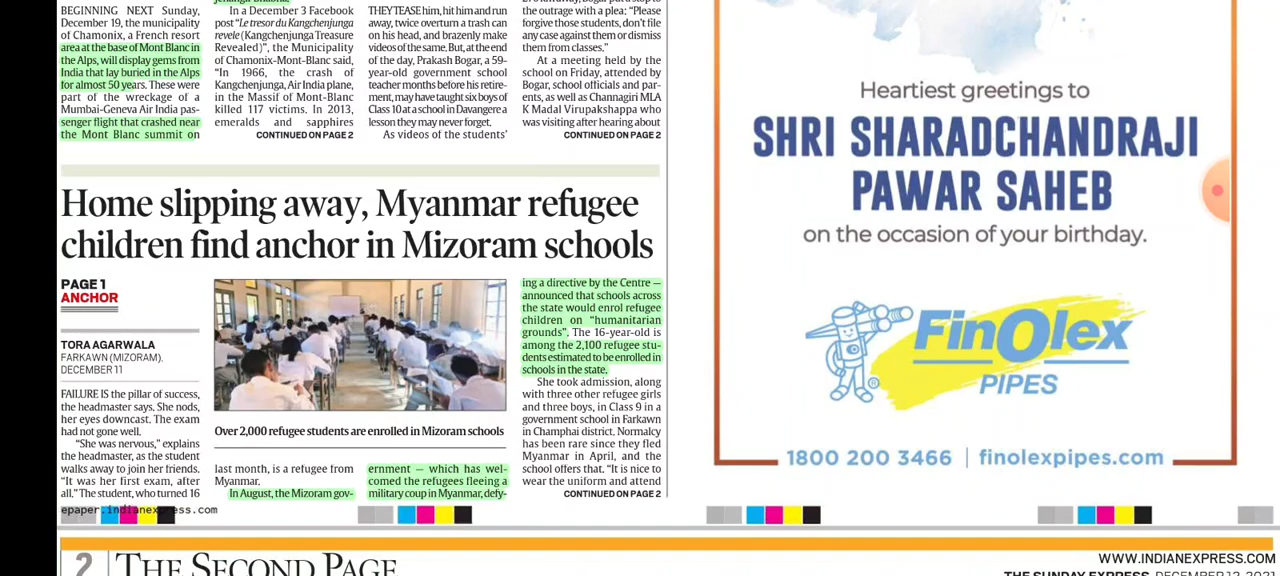 BEGINNING NEXT Sunday,
December 19, the municipality
of Chamonix, a French resort
area at the base of Mont Blanc in
the Alps, will display gems from
India that lay buried in the Alps
for almost 50 years. These were
part of the wreckage of a
Mumbai-Geneva Air India pas-
senger flight that crashed near
the Mont Blanc summit on
In a December 3 Facebook
post "Le tresor du Kangchenjunga
revele (Kangchenjunga Treasure
Revealed)", the Municipality
of Chamonix-Mont-Blanc said,
"In 1966, the crash of
Kangchenjunga, Air India plane,
in the Massif of Mont-Blanc
killed 117 victims. In 2013,
emeralds and sapphires
CONTINUED ON PAGE 2
THEY TEASE him, hit him and run
away, twice overturn a trash can
on his head, and brazenly make
videos of the same. But, at the end
of the day, Prakash Bogar, a 59-
year-old government school
teacher months before his retire-
ment, may have taught six boys of
Class 10 at a school in Davangere a
lesson they may never forget.
As videos of the students'
the outrage with a plea: "Please
forgive those students, don't file
any case against them or dismiss
them from classes."
At a meeting held by the
school on Friday, attended by
Bogar, school officials and par-
ents, as well as Channagiri MLA
K Madal Virupakshappa who
was visiting after hearing about
CONTINUED ON PAGE 2
Home slipping away, Myanmar refugee
children find anchor in Mizoram schools
PAGE 1
ANCHOR
TORA AGARWALA
FARKAWN (MIZORAM),
DECEMBER 11
FAILURE IS the pillar of success,
the headmaster says. She nods,
her eyes downcast. The exam
had not gone well.
"She was nervous," explains
the headmaster, as the student
walks away to join her friends.
"It was her first exam, after
all." The student, who turned 16
Over 2,000 refugee students are enrolled in Mizoram schools
last month, is a refugee from
Myanmar.
In August, the Mizoram gov-
ernment — which has wel-
comed the refugees fleeing a
military coup in Myanmar, defy-
ing a directive by the Centre —
announced that schools across
the state would enrol refugee
children on "humanitarian
grounds". The 16-year-old is
among the 2,100 refugee stu-
dents estimated to be enrolled in
schools in the state.
She took admission, along
with three other refugee girls
and three boys, in Class 9 in a
government school in Farkawn
in Champhai district. Normalcy
has been rare since they fled
Myanmar in April, and the
school offers that. "It is nice to
wear the uniform and attend
CONTINUED ON PAGE 2
Heartiest greetings to
SHRI SHARADCHANDRAJI
PAWAR SAHEB
on the occasion of your birthday.
FinOlex
PIPES
1800 200 3466 | finolexpipes.com
epaper.indianexpress.com
2 THE SECOND PAGE
WWW.INDIANEXPRESS.COM
THE SUNDAY EXPRESS, DECEMBER 12, 2021